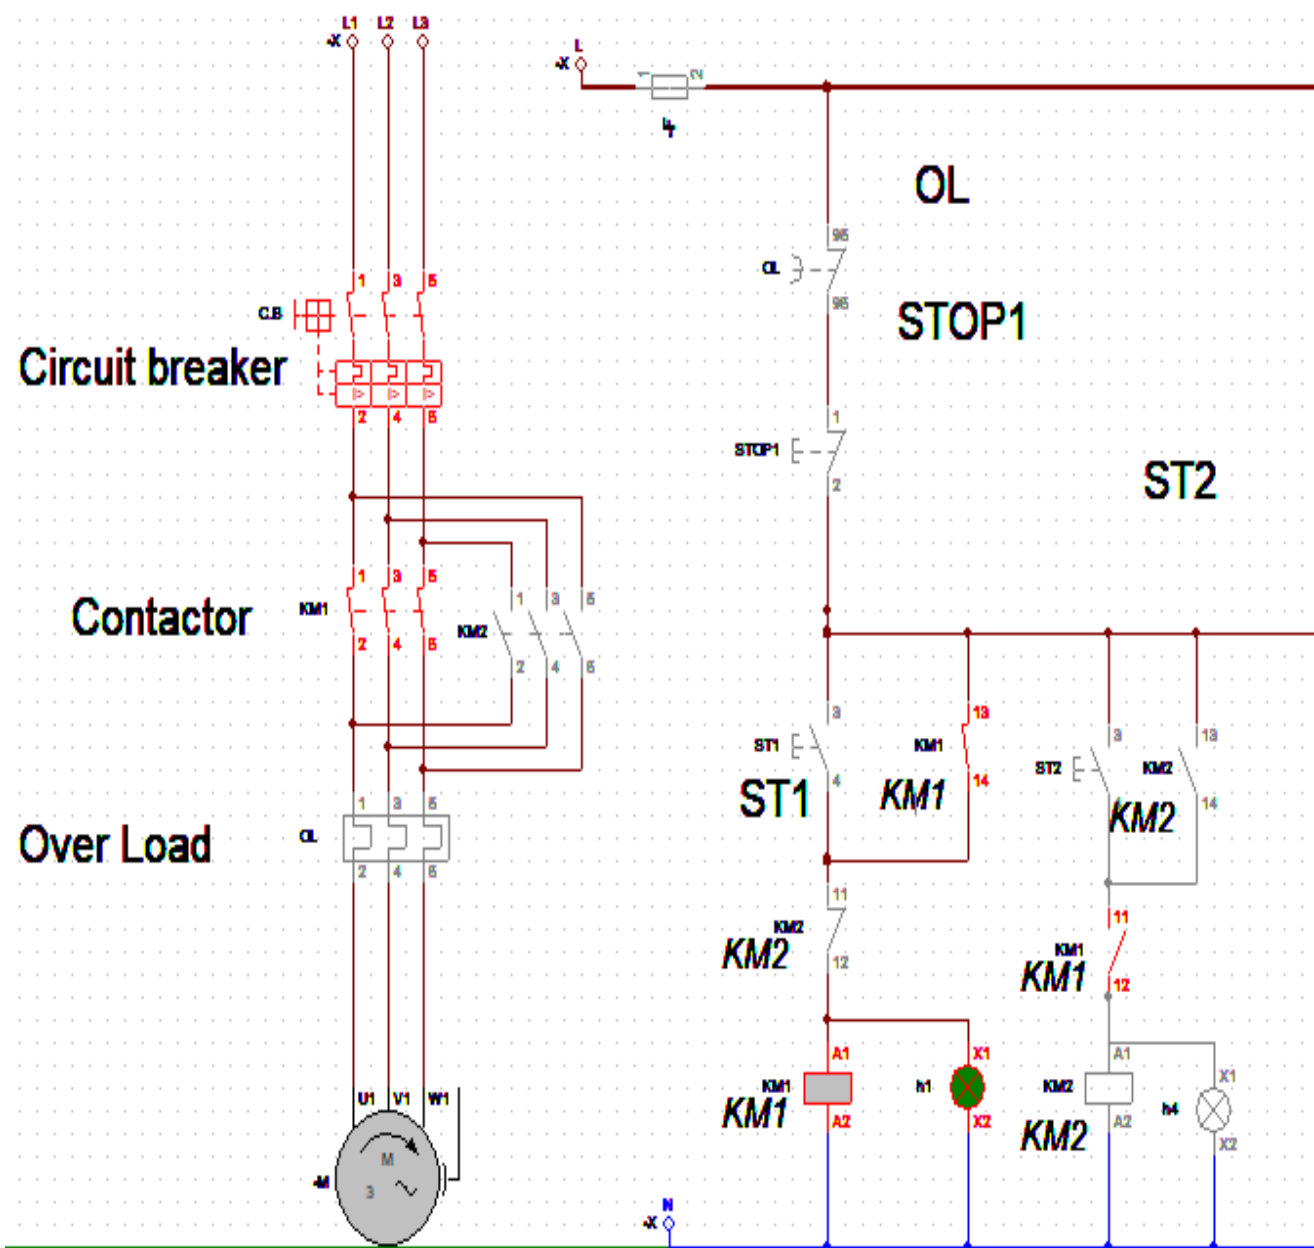 L1 L2 L3
-X
L
-X
1 2
OL
95
OL
96
C.B
1 3 5
STOP1
Circuit breaker
2 4 6
1
STOP1
2
ST2
1 3 5
KM1
Contactor
2 4 6
1 3 5
KM2
2 4 6
3
ST1
4
ST1
13
KM1
14
KM1
3
ST2
13
KM2
14
KM2
1 3 5
OL
Over Load
2 4 6
11
KM2
KM2
12
11
KM1
KM1
12
A1
KM1
KM1
A2
X1
h1
X2
A1
KM2
KM2
A2
X1
h4
X2
U1 V1 W1
-M
M
3
N
-X